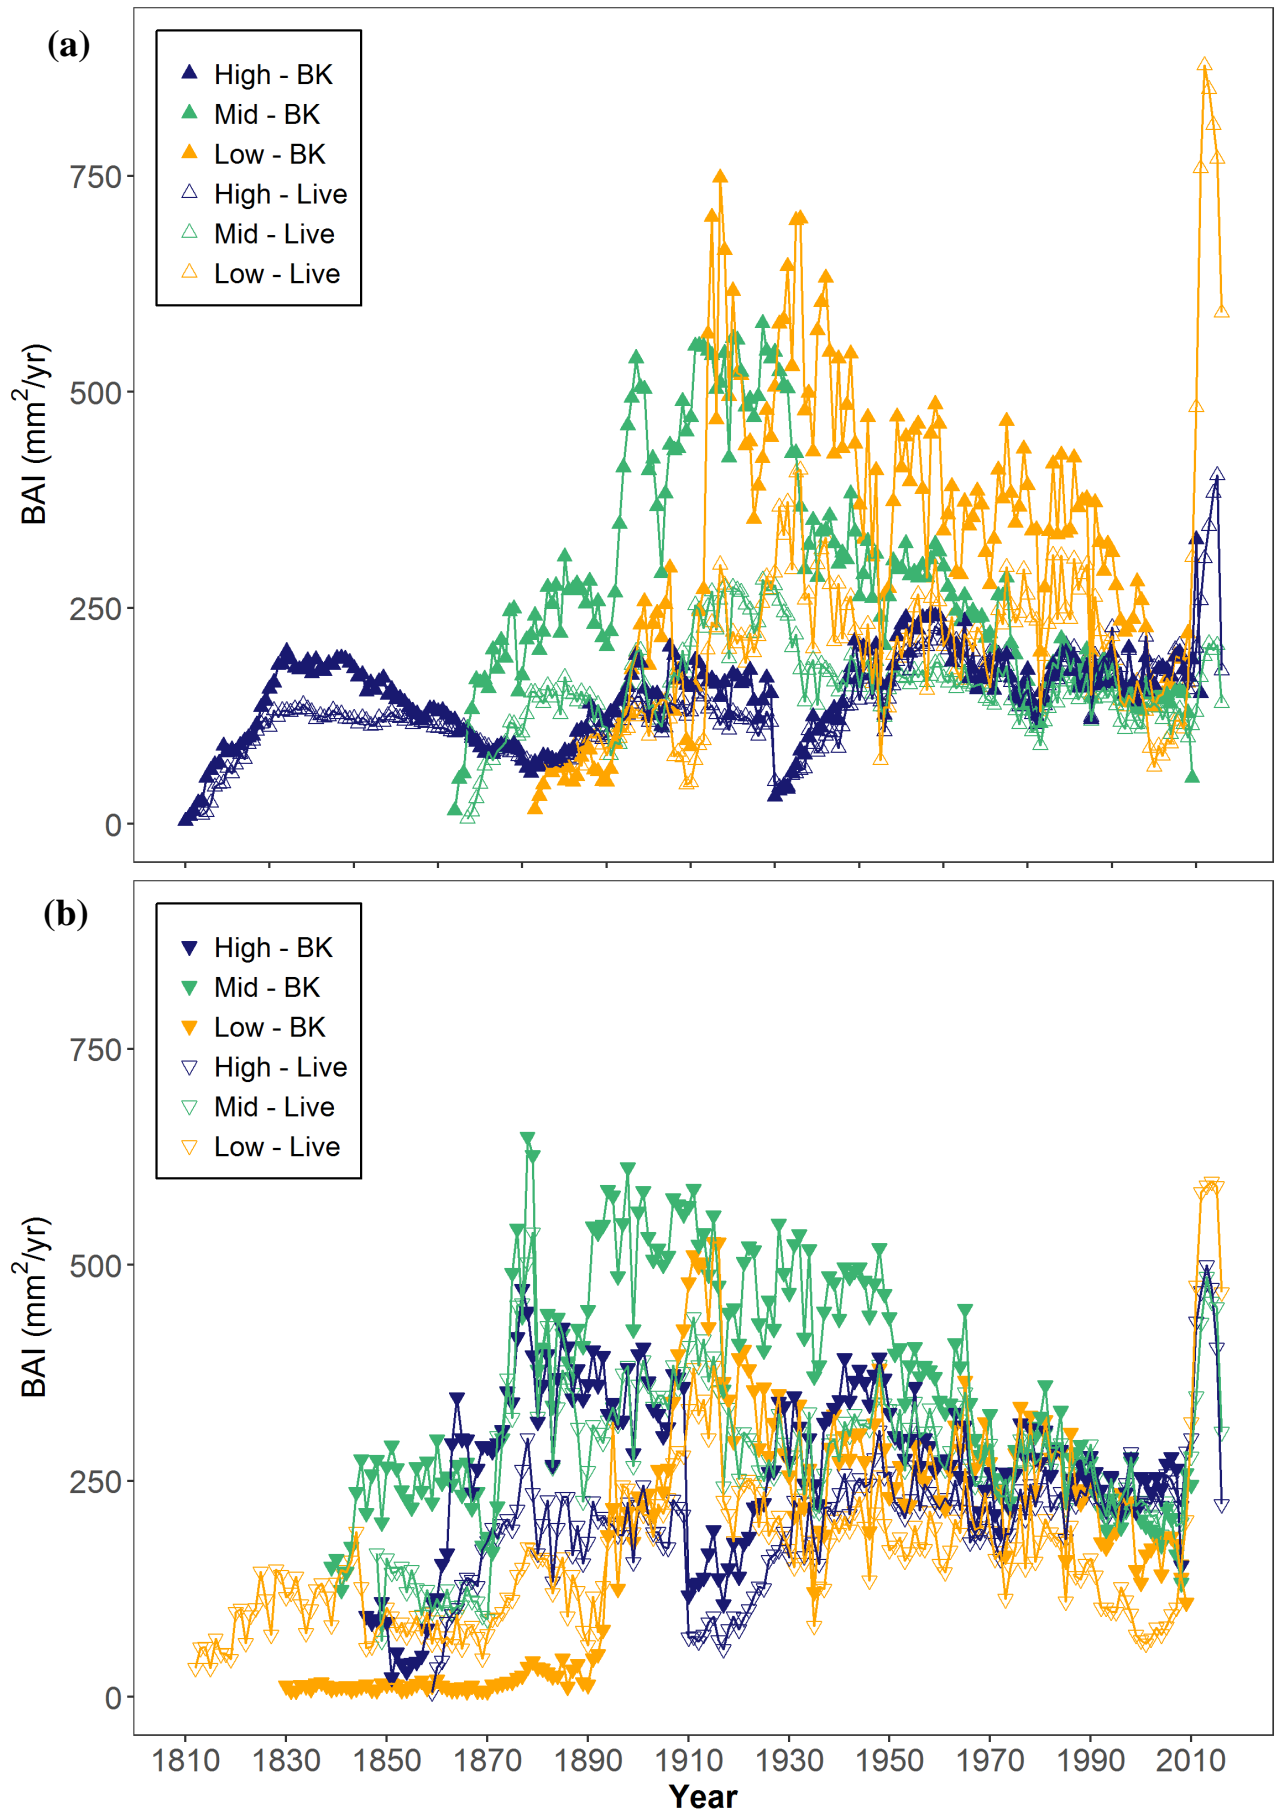 (a)
High - BK
Mid - BK
Low - BK
High - Live
Mid - Live
Low - Live
750
500
250
0
BAI (mm²/yr)
(b)
High - BK
Mid - BK
Low - BK
High - Live
Mid - Live
Low - Live
750
500
250
0
BAI (mm²/yr)
1810 1830 1850 1870 1890 1910 1930 1950 1970 1990 2010
Year